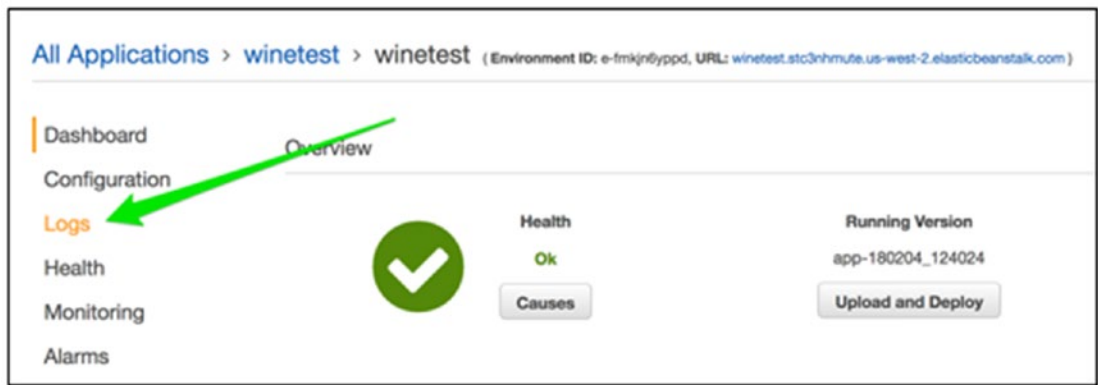 All Applications > winetest > winetest ( Environment ID: e-fmkjn6yppd, URL: winetest.stc3nhmute.us-west-2.elasticbeanstalk.com )
Dashboard
Overview
Configuration
Logs
Health
Monitoring
Alarms
Health
Ok
Causes
Running Version
app-180204_124024
Upload and Deploy